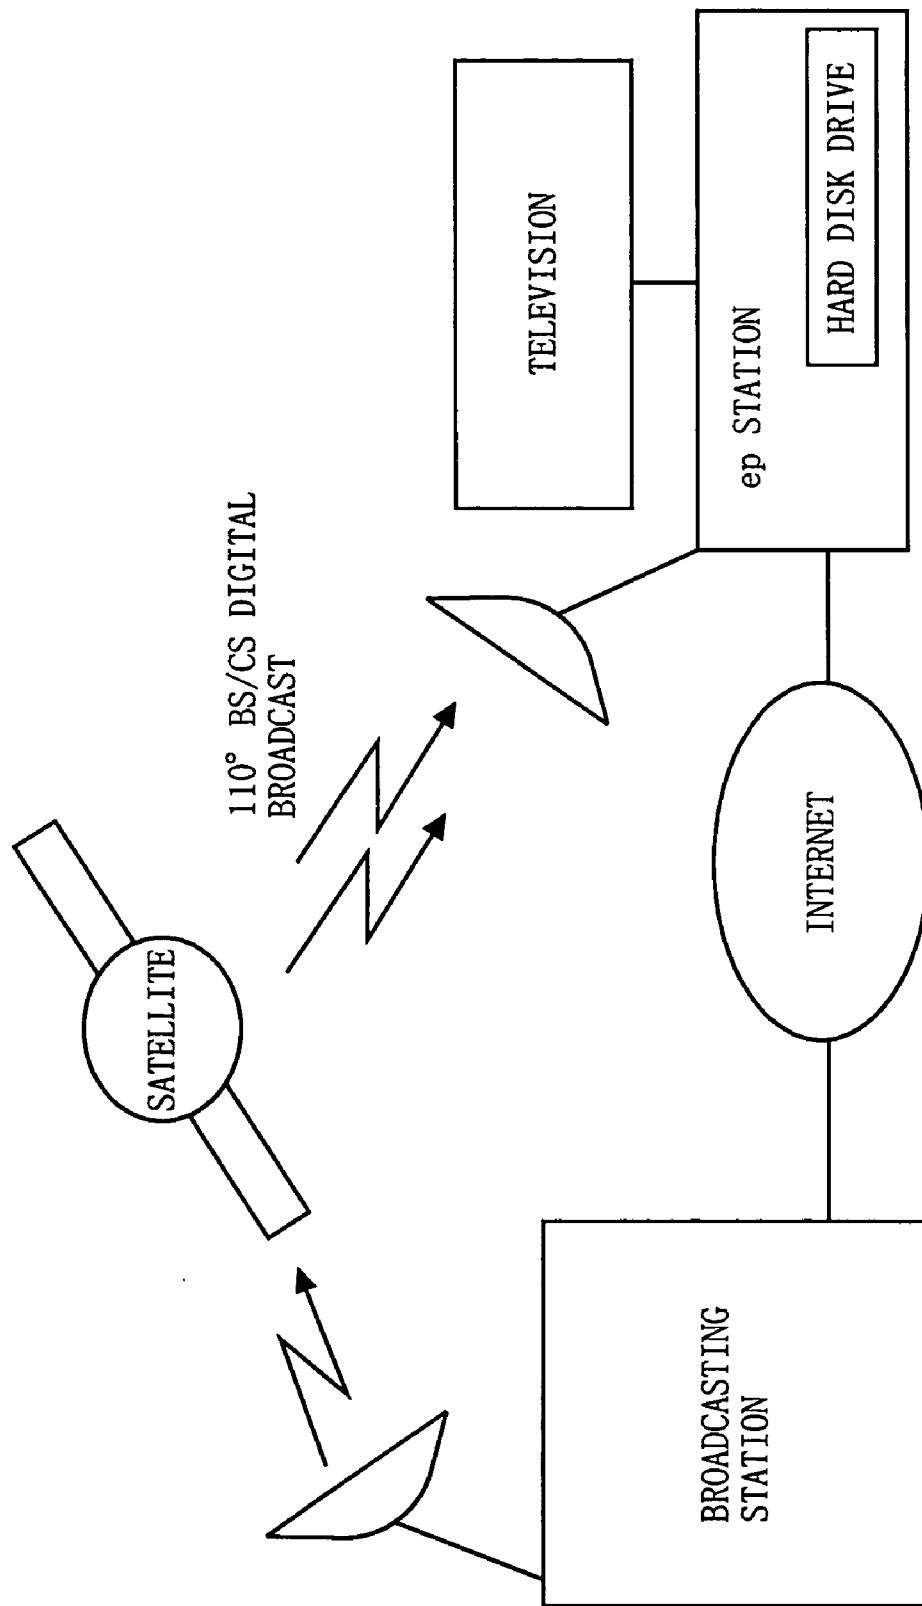 SATELLITE
110° BS/CS DIGITAL
BROADCAST
TELEVISION
ep STATION
HARD DISK DRIVE
INTERNET
BROADCASTING
STATION